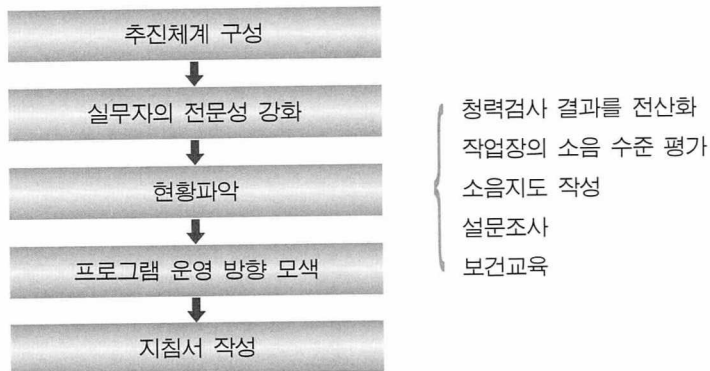 추진체계 구성
실무자의 전문성 강화
현황파악
프로그램 운영 방향 모색
지침서 작성
청력검사 결과를 전산화
작업장의 소음 수준 평가
소음지도 작성
설문조사
보건교육